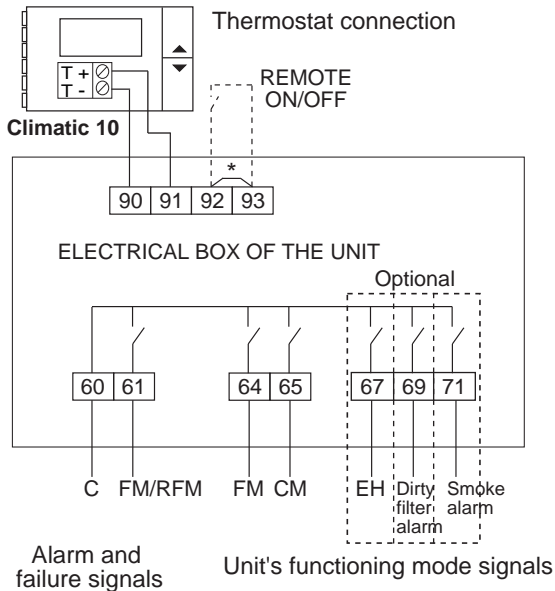 Thermostat connection
T +
T -
Climatic 10
REMOTE
ON/OFF
*
90 91 92 93
ELECTRICAL BOX OF THE UNIT
Optional
60 61 64 65 67 69 71
C FM/RFM FM CM EH Dirty Smoke
filter alarm
alarm
Alarm and
failure signals
Unit's functioning mode signals